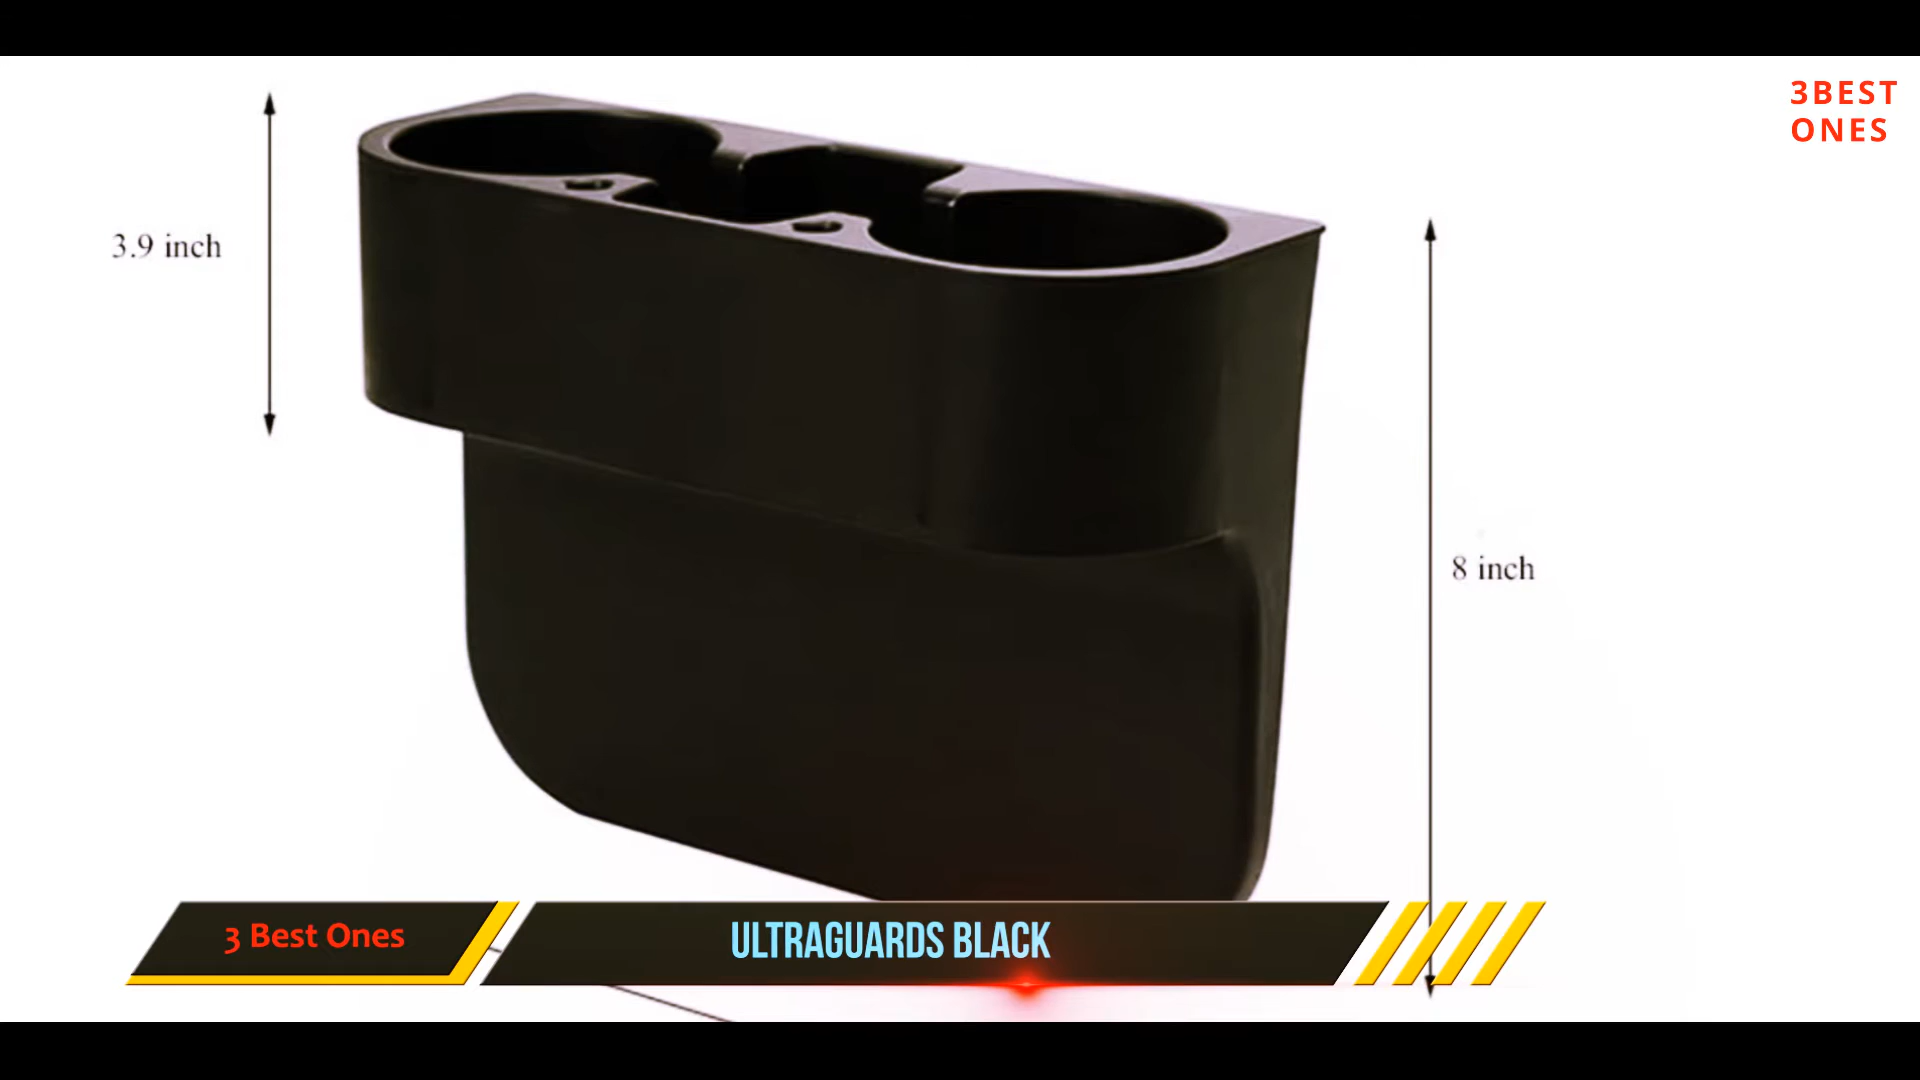 3BEST
ONES
3.9 inch
8 inch
3 Best Ones
ULTRAGUARDS BLACK